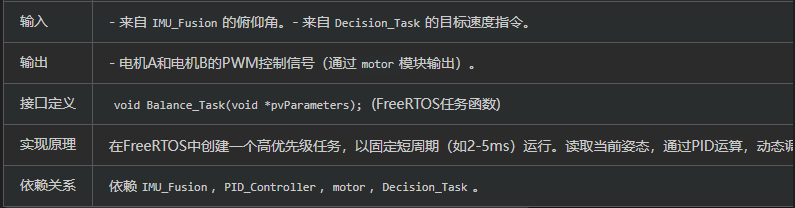 输入 - 来自 IMU_Fusion 的俯仰角。- 来自 Decision_Task 的目标速度指令。
输出 - 电机A和电机B的PWM控制信号（通过 motor 模块输出）。
接口定义 void Balance_Task(void *pvParameters); (FreeRTOS任务函数)
实现原理 在FreeRTOS中创建一个高优先级任务，以固定短周期（如2-5ms）运行。读取当前姿态，通过PID运算，动态调
依赖关系 依赖 IMU_Fusion , PID_Controller , motor , Decision_Task 。